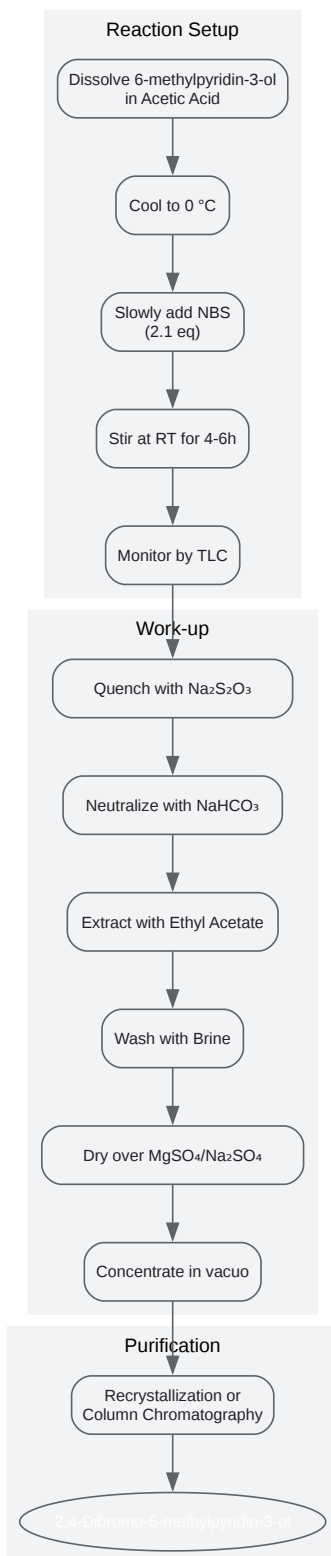 Reaction Setup
Dissolve 6-methylpyridin-3-ol
in Acetic Acid
Cool to 0 °C
Slowly add NBS
(2.1 eq)
Stir at RT for 4-6h
Monitor by TLC
Work-up
Quench with Na₂S₂O₃
Neutralize with NaHCO₃
Extract with Ethyl Acetate
Wash with Brine
Dry over MgSO₄/Na₂SO₄
Concentrate in vacuo
Purification
Recrystallization or
Column Chromatography
2,4-Dibromo-6-methylpyridin-3-ol